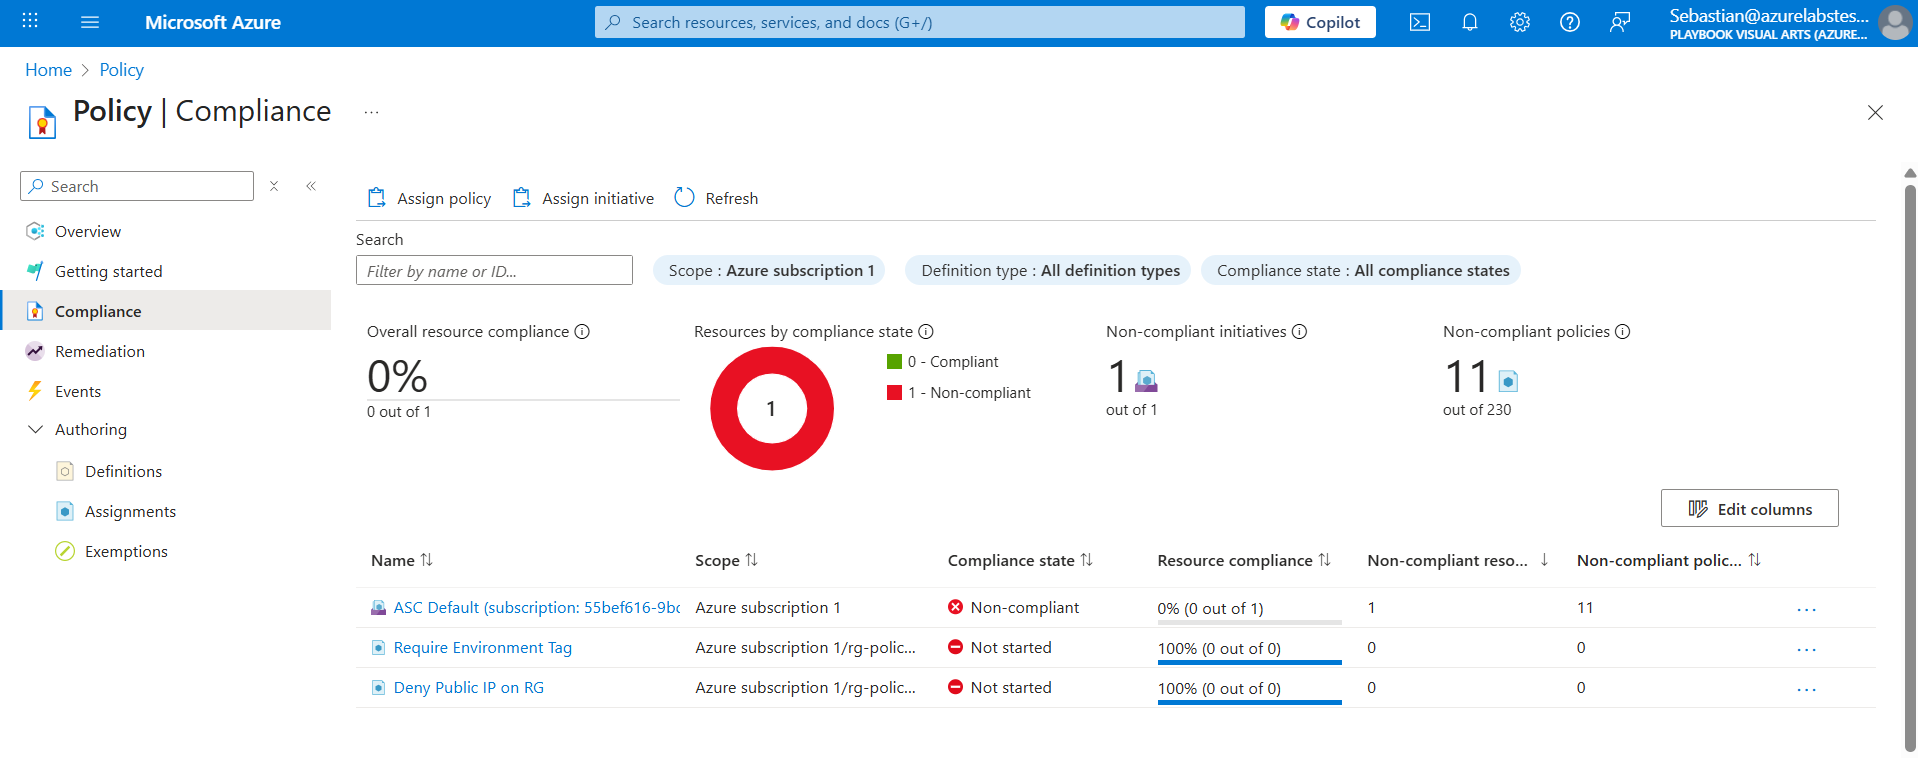 Microsoft Azure
Search resources, services, and docs (G+/)
Copilot
Sebastian@azurelabstes...
PLAYBOOK VISUAL ARTS (AZURE...
Home > Policy
Policy | Compliance ...
Search
Overview
Getting started
Compliance
Remediation
Events
Authoring
Definitions
Assignments
Exemptions
Assign policy Assign initiative Refresh
Search
Filter by name or ID...
Scope : Azure subscription 1
Definition type : All definition types
Compliance state : All compliance states
Overall resource compliance
0%
0 out of 1
Resources by compliance state
1
0 - Compliant
1 - Non-compliant
Non-compliant initiatives
1
out of 1
Non-compliant policies
11
out of 230
Edit columns
Name Scope Compliance state Resource compliance Non-compliant reso... Non-compliant polic...
ASC Default (subscription: 55bef616-9bc Azure subscription 1 Non-compliant 0% (0 out of 1) 1 11 ...
Require Environment Tag Azure subscription 1/rg-polic... Not started 100% (0 out of 0) 0 0 ...
Deny Public IP on RG Azure subscription 1/rg-polic... Not started 100% (0 out of 0) 0 0 ...